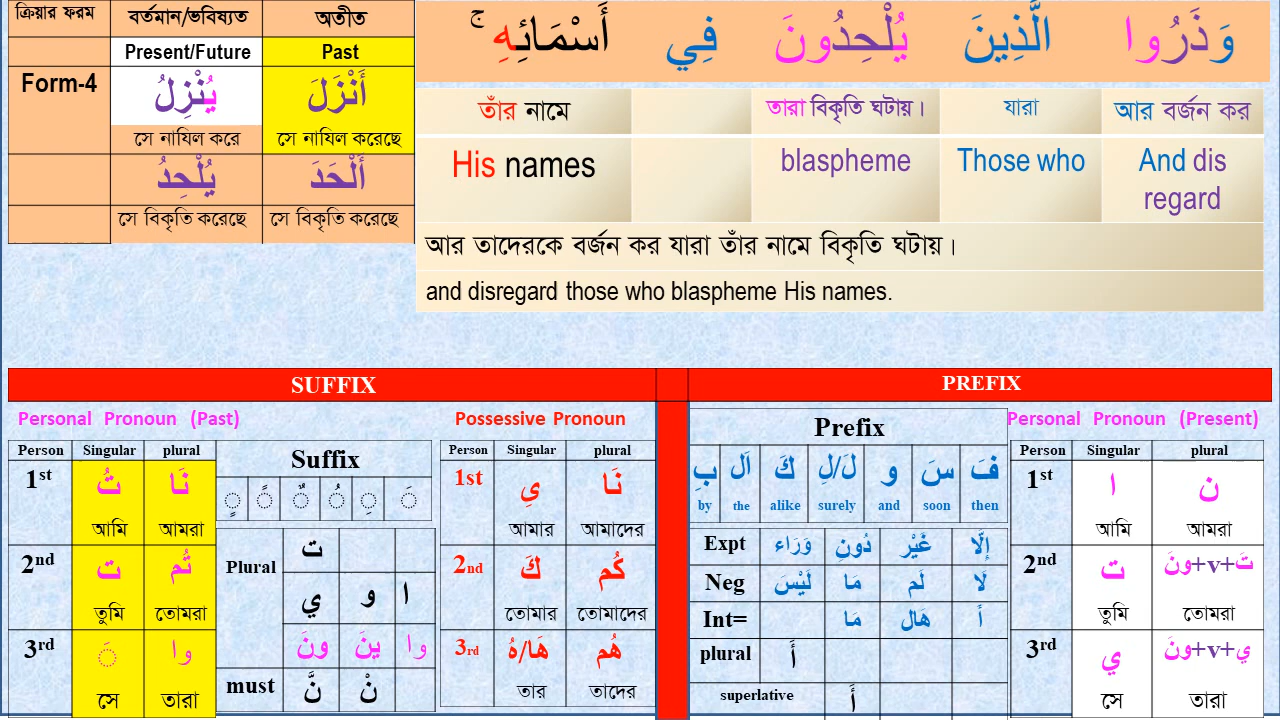 ক্রিয়ার ফরম বর্তমান/ভবিষ্যত অতীত
Present/Future Past
Form-4 يُنْزِلُ أَنْزَلَ
সে নাযিল করে সে নাযিল করেছে
يُلْحِدُ أَلْحَدَ
সে বিকৃতি করেছে সে বিকৃতি করেছে
وَذَرُوا الَّذِينَ يُلْحِدُونَ فِي أَسْمَائِهِ ۚ
তাঁর নামে তারা বিকৃতি ঘটায়। যারা আর বর্জন কর
His names blaspheme Those who And dis
regard
আর তাদেরকে বর্জন কর যারা তাঁর নামে বিকৃতি ঘটায়।
and disregard those who blaspheme His names.
SUFFIX PREFIX
Personal Pronoun (Past)
Person Singular plural
1st تُ نَا
আমি আমরা
2nd ت تُم
তুমি তোমরা
3rd ◌َ وا
সে তারা
Suffix
◌ٍ ◌ً ◌ٌ ◌ُ ◌ِ ◌َ
Plural ت
ي و ا
ونَ ينَ وا
must نَّ نْ
Possessive Pronoun
Person Singular plural
1st ي نَا
আমার আমাদের
2nd كَ كُم
তোমার তোমাদের
3rd هَا/هُ هُم
তার তাদের
Prefix
بِ اَل كَ لَ/لِ و سَ فَ
by the alike surely and soon then
Expt وَرَاء دُونِ غَيْر إِلَّا
Neg لَيْسَ مَا لَم لَا
Int= مَا هَال أَ
plural أَ
superlative أَ
Personal Pronoun (Present)
Person Singular plural
1st ا ن
আমি আমরা
2nd ت تَ+v+ونَ
তুমি তোমরা
3rd ي ي+v+ونَ
সে তারা